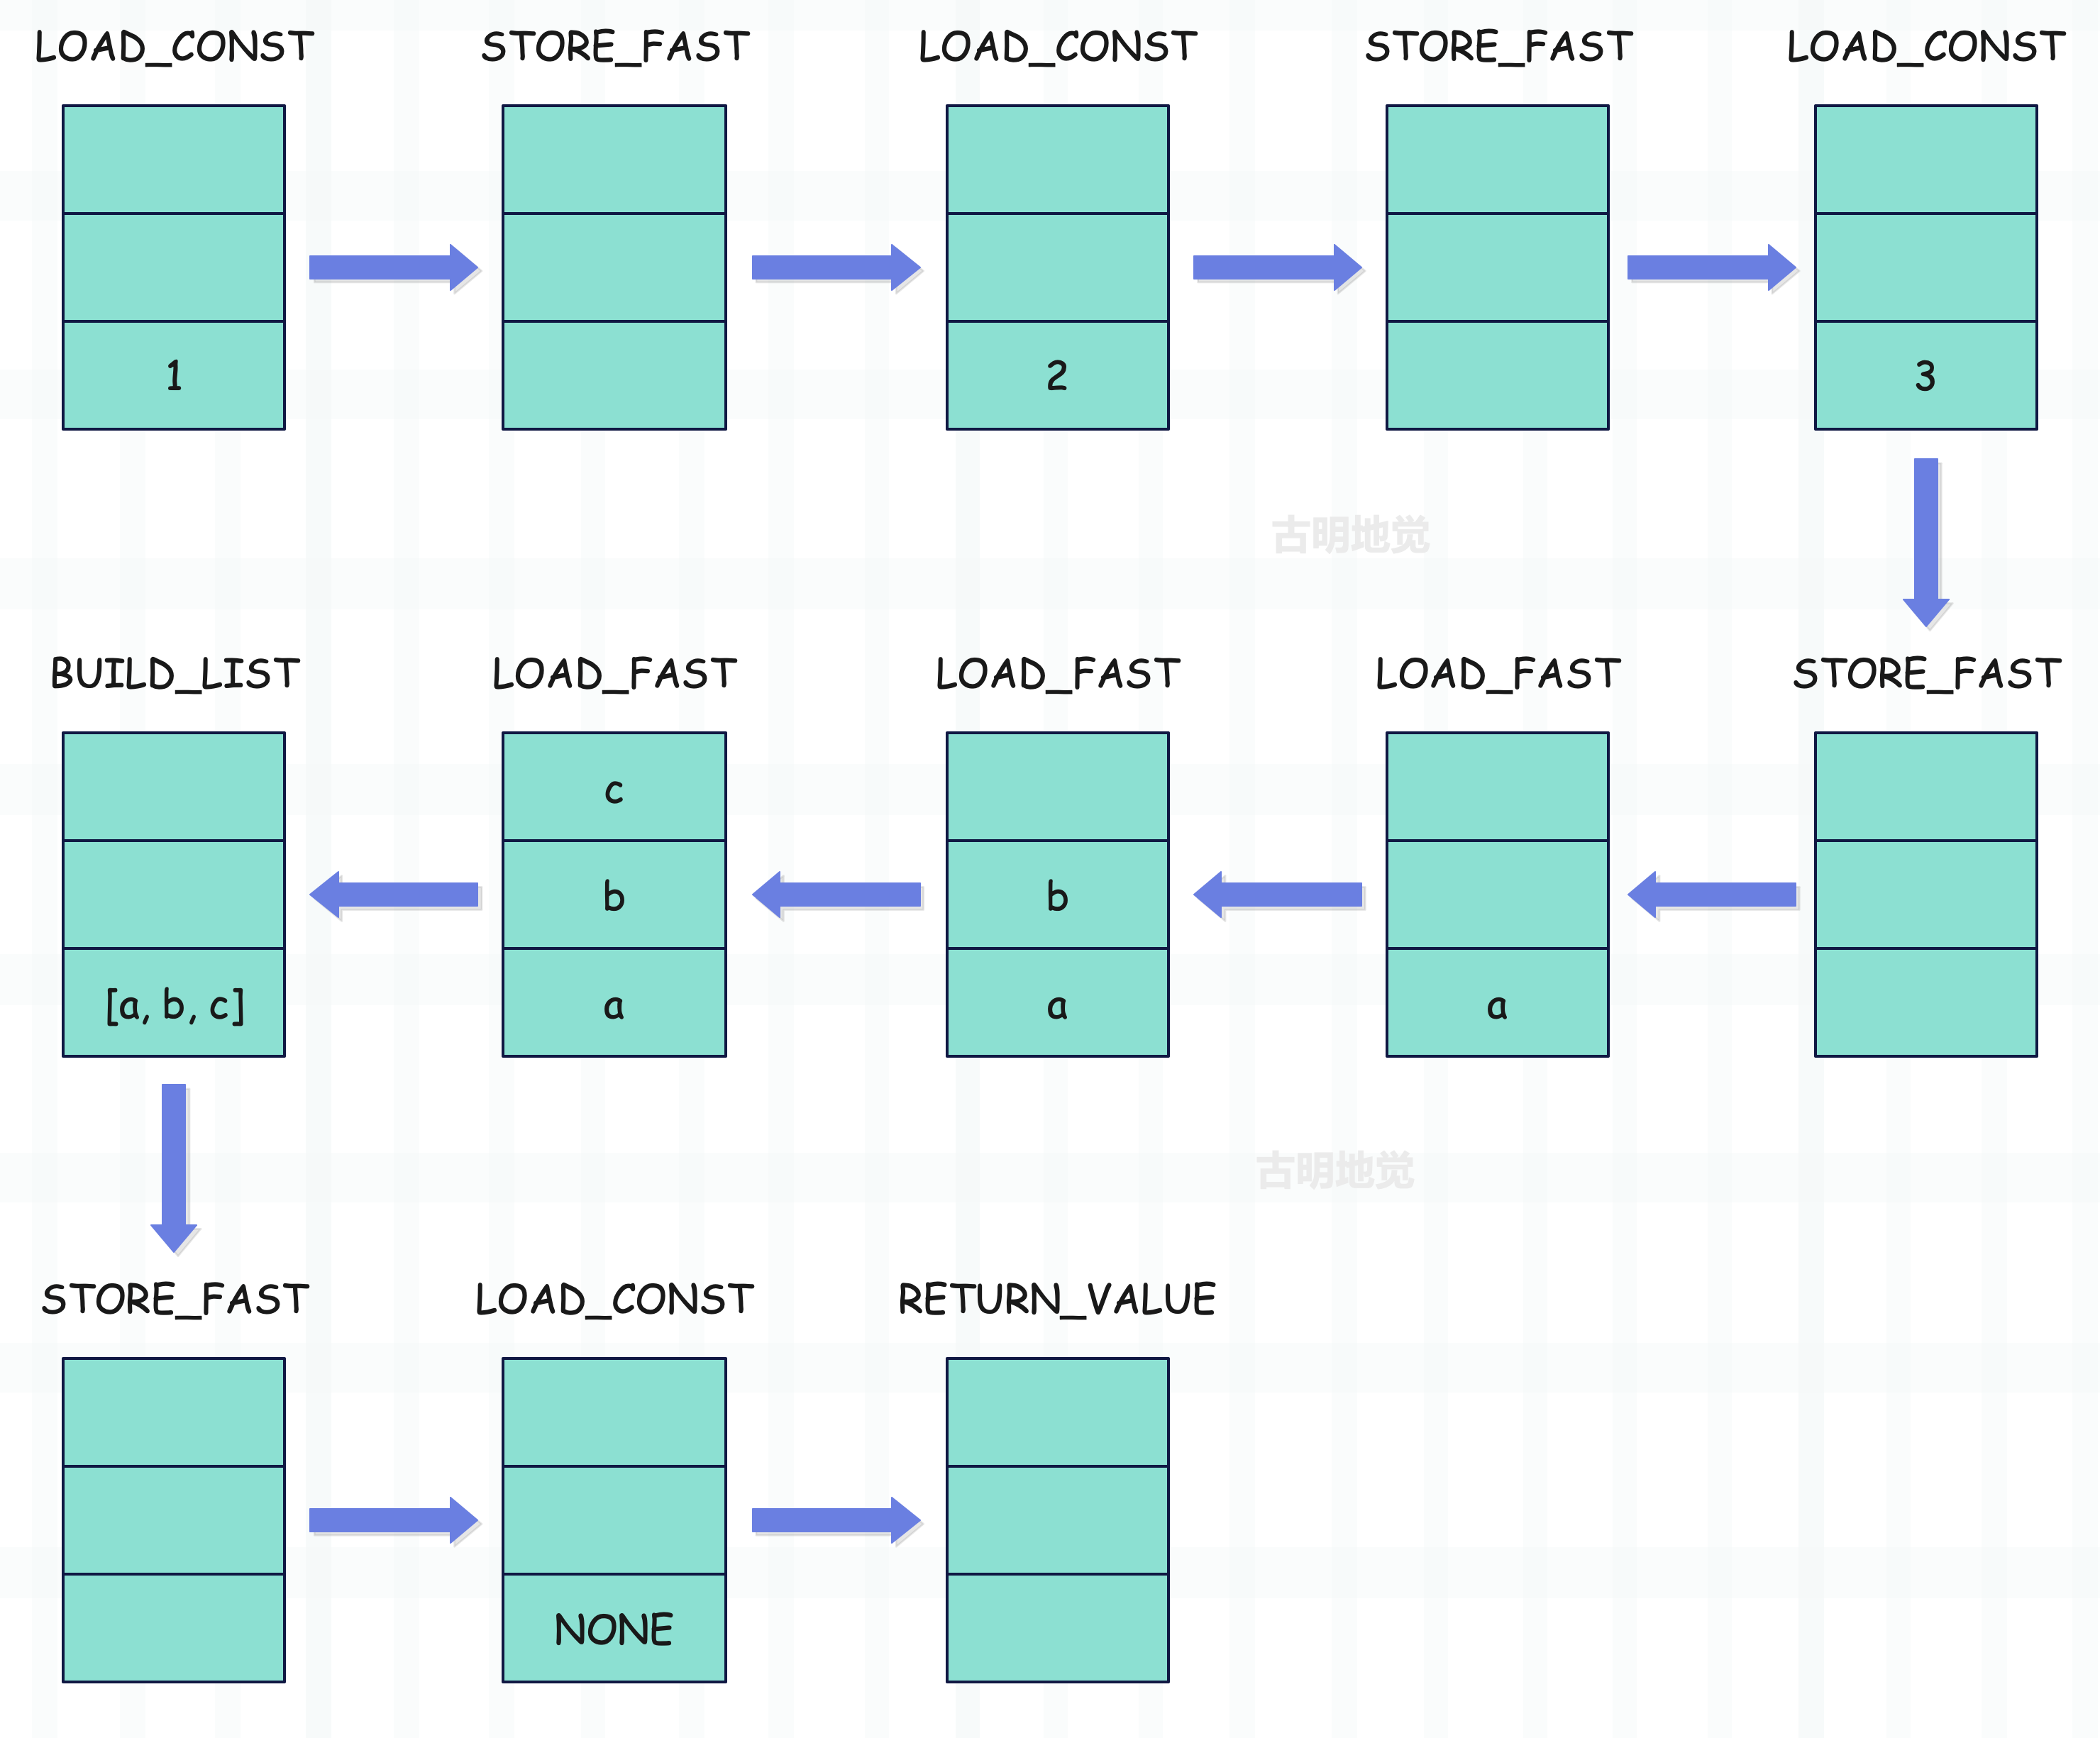 LOAD_CONST STORE_FAST LOAD_CONST STORE_FAST LOAD_CONST
1 2 3
古明地觉
BUILD_LIST LOAD_FAST LOAD_FAST LOAD_FAST STORE_FAST
c
b b
[a, b, c] a a a
古明地觉
STORE_FAST LOAD_CONST RETURN_VALUE
NONE